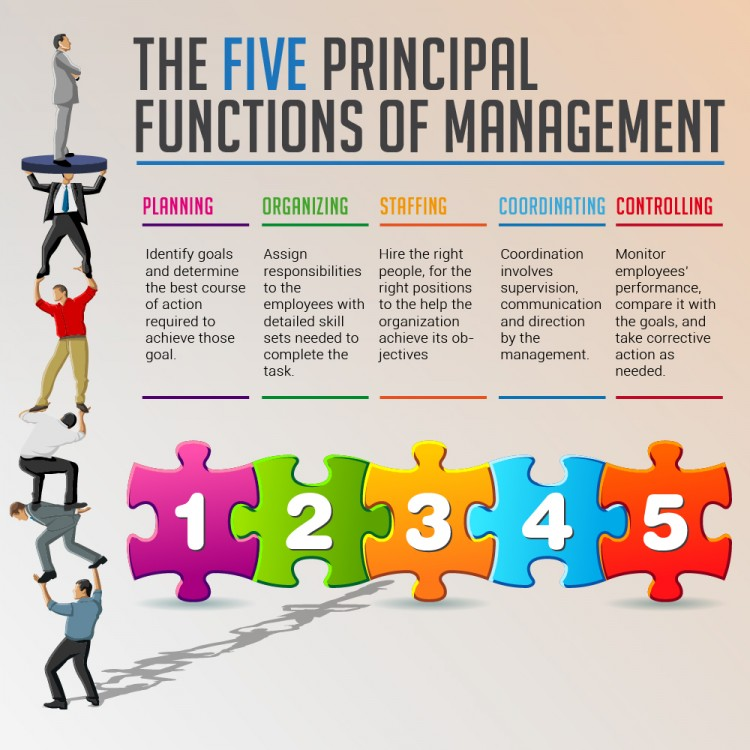 THE FIVE PRINCIPAL
FUNCTIONS OF MANAGEMENT
PLANNING
Identify goals
and determine
the best course
of action
required to
achieve those
goal.
ORGANIZING
Assign
responsibilities
to the
employees with
detailed skill
sets needed to
complete the
task.
STAFFING
Hire the right
people, for the
right positions
to the help the
organization
achieve its ob-
jectives
COORDINATING
Coordination
involves
supervision,
communication
and direction
by the
management.
CONTROLLING
Monitor
employees'
performance,
compare it with
the goals, and
take corrective
action as
needed.
1
2
3
4
5